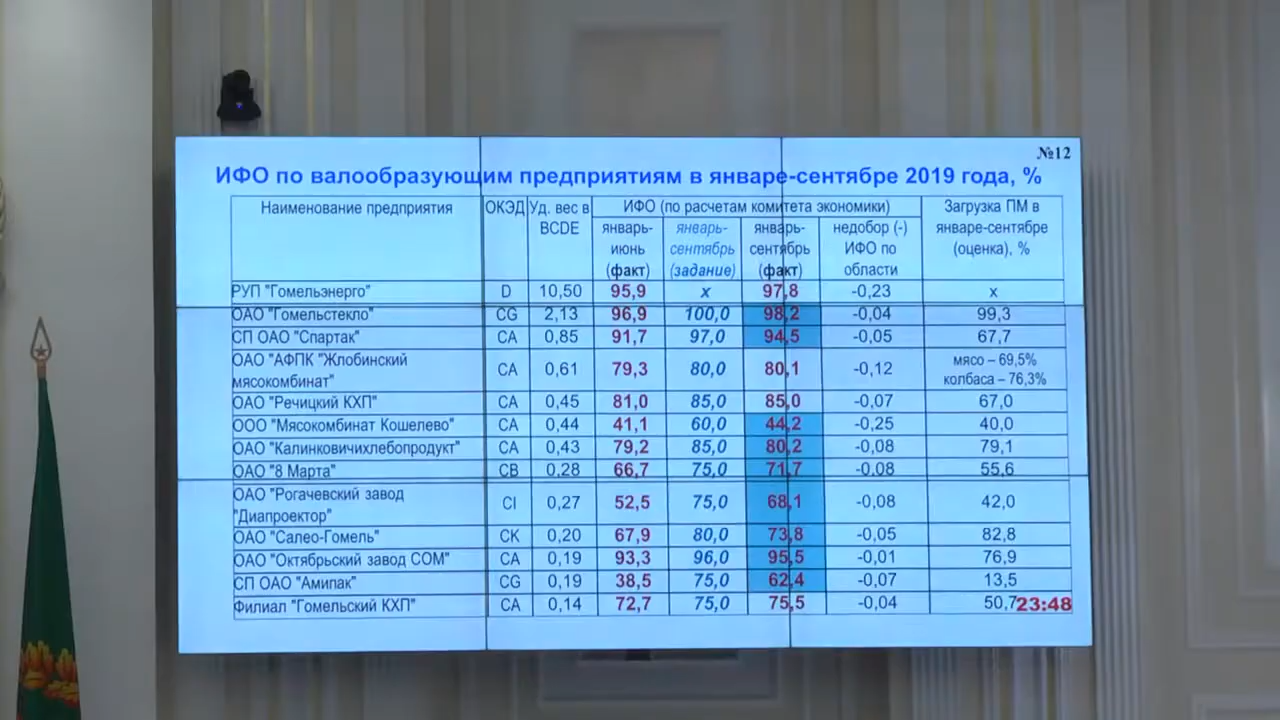 №12
ИФО по валообразующим предприятиям в январе-сентябре 2019 года, %
Наименование предприятия ОКЭД Уд. вес в BCDE ИФО (по расчетам комитета экономики) Загрузка ПМ в январе-сентябре (оценка), %
январь-июнь (факт) январь-сентябрь (задание) январь-сентябрь (факт) недобор (-) ИФО по области
РУП "Гомельэнерго" D 10,50 95,9 x 97,8 -0,23 x
ОАО "Гомельстекло" CG 2,13 96,9 100,0 98,2 -0,04 99,3
СП ОАО "Спартак" CA 0,85 91,7 97,0 94,5 -0,05 67,7
ОАО "АФПК "Жлобинский мясокомбинат" CA 0,61 79,3 80,0 80,1 -0,12 мясо – 69,5% колбаса – 76,3%
ОАО "Речицкий КХП" CA 0,45 81,0 85,0 85,0 -0,07 67,0
ООО "Мясокомбинат Кошелево" CA 0,44 41,1 60,0 44,2 -0,25 40,0
ОАО "Калинковичихлебопродукт" CA 0,43 79,2 85,0 80,2 -0,08 79,1
ОАО "8 Марта" CB 0,28 66,7 75,0 71,7 -0,08 55,6
ОАО "Рогачевский завод "Диапроектор" CI 0,27 52,5 75,0 68,1 -0,08 42,0
ОАО "Салео-Гомель" CK 0,20 67,9 80,0 73,8 -0,05 82,8
ОАО "Октябрьский завод СОМ" CA 0,19 93,3 96,0 95,5 -0,01 76,9
СП ОАО "Амипак" CG 0,19 38,5 75,0 62,4 -0,07 13,5
Филиал "Гомельский КХП" CA 0,14 72,7 75,0 75,5 -0,04 50,7
23:48